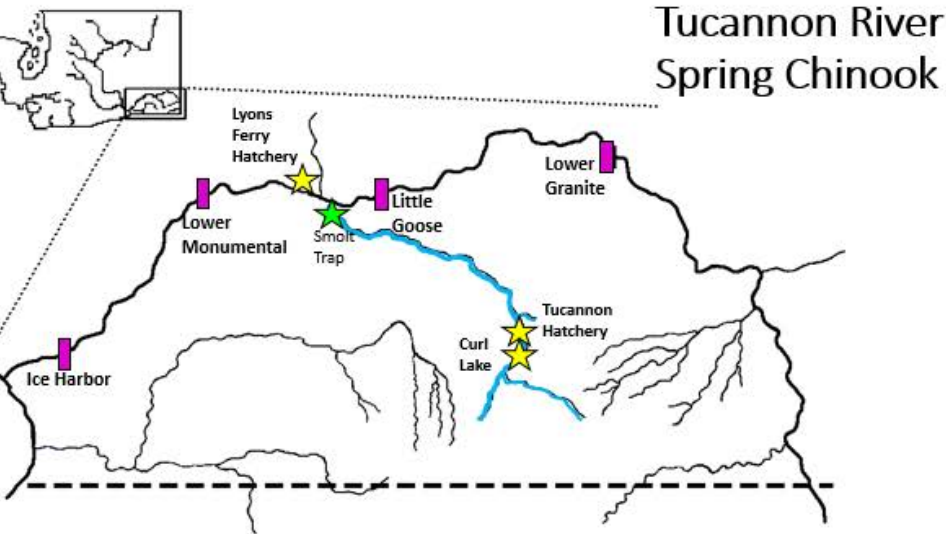 Tucannon River
Spring Chinook
Lyons
Ferry
Hatchery
Lower
Granite
Little
Goose
Lower
Monumental
Smolt
Trap
Tucannon
Hatchery
Curl
Lake
Ice Harbor